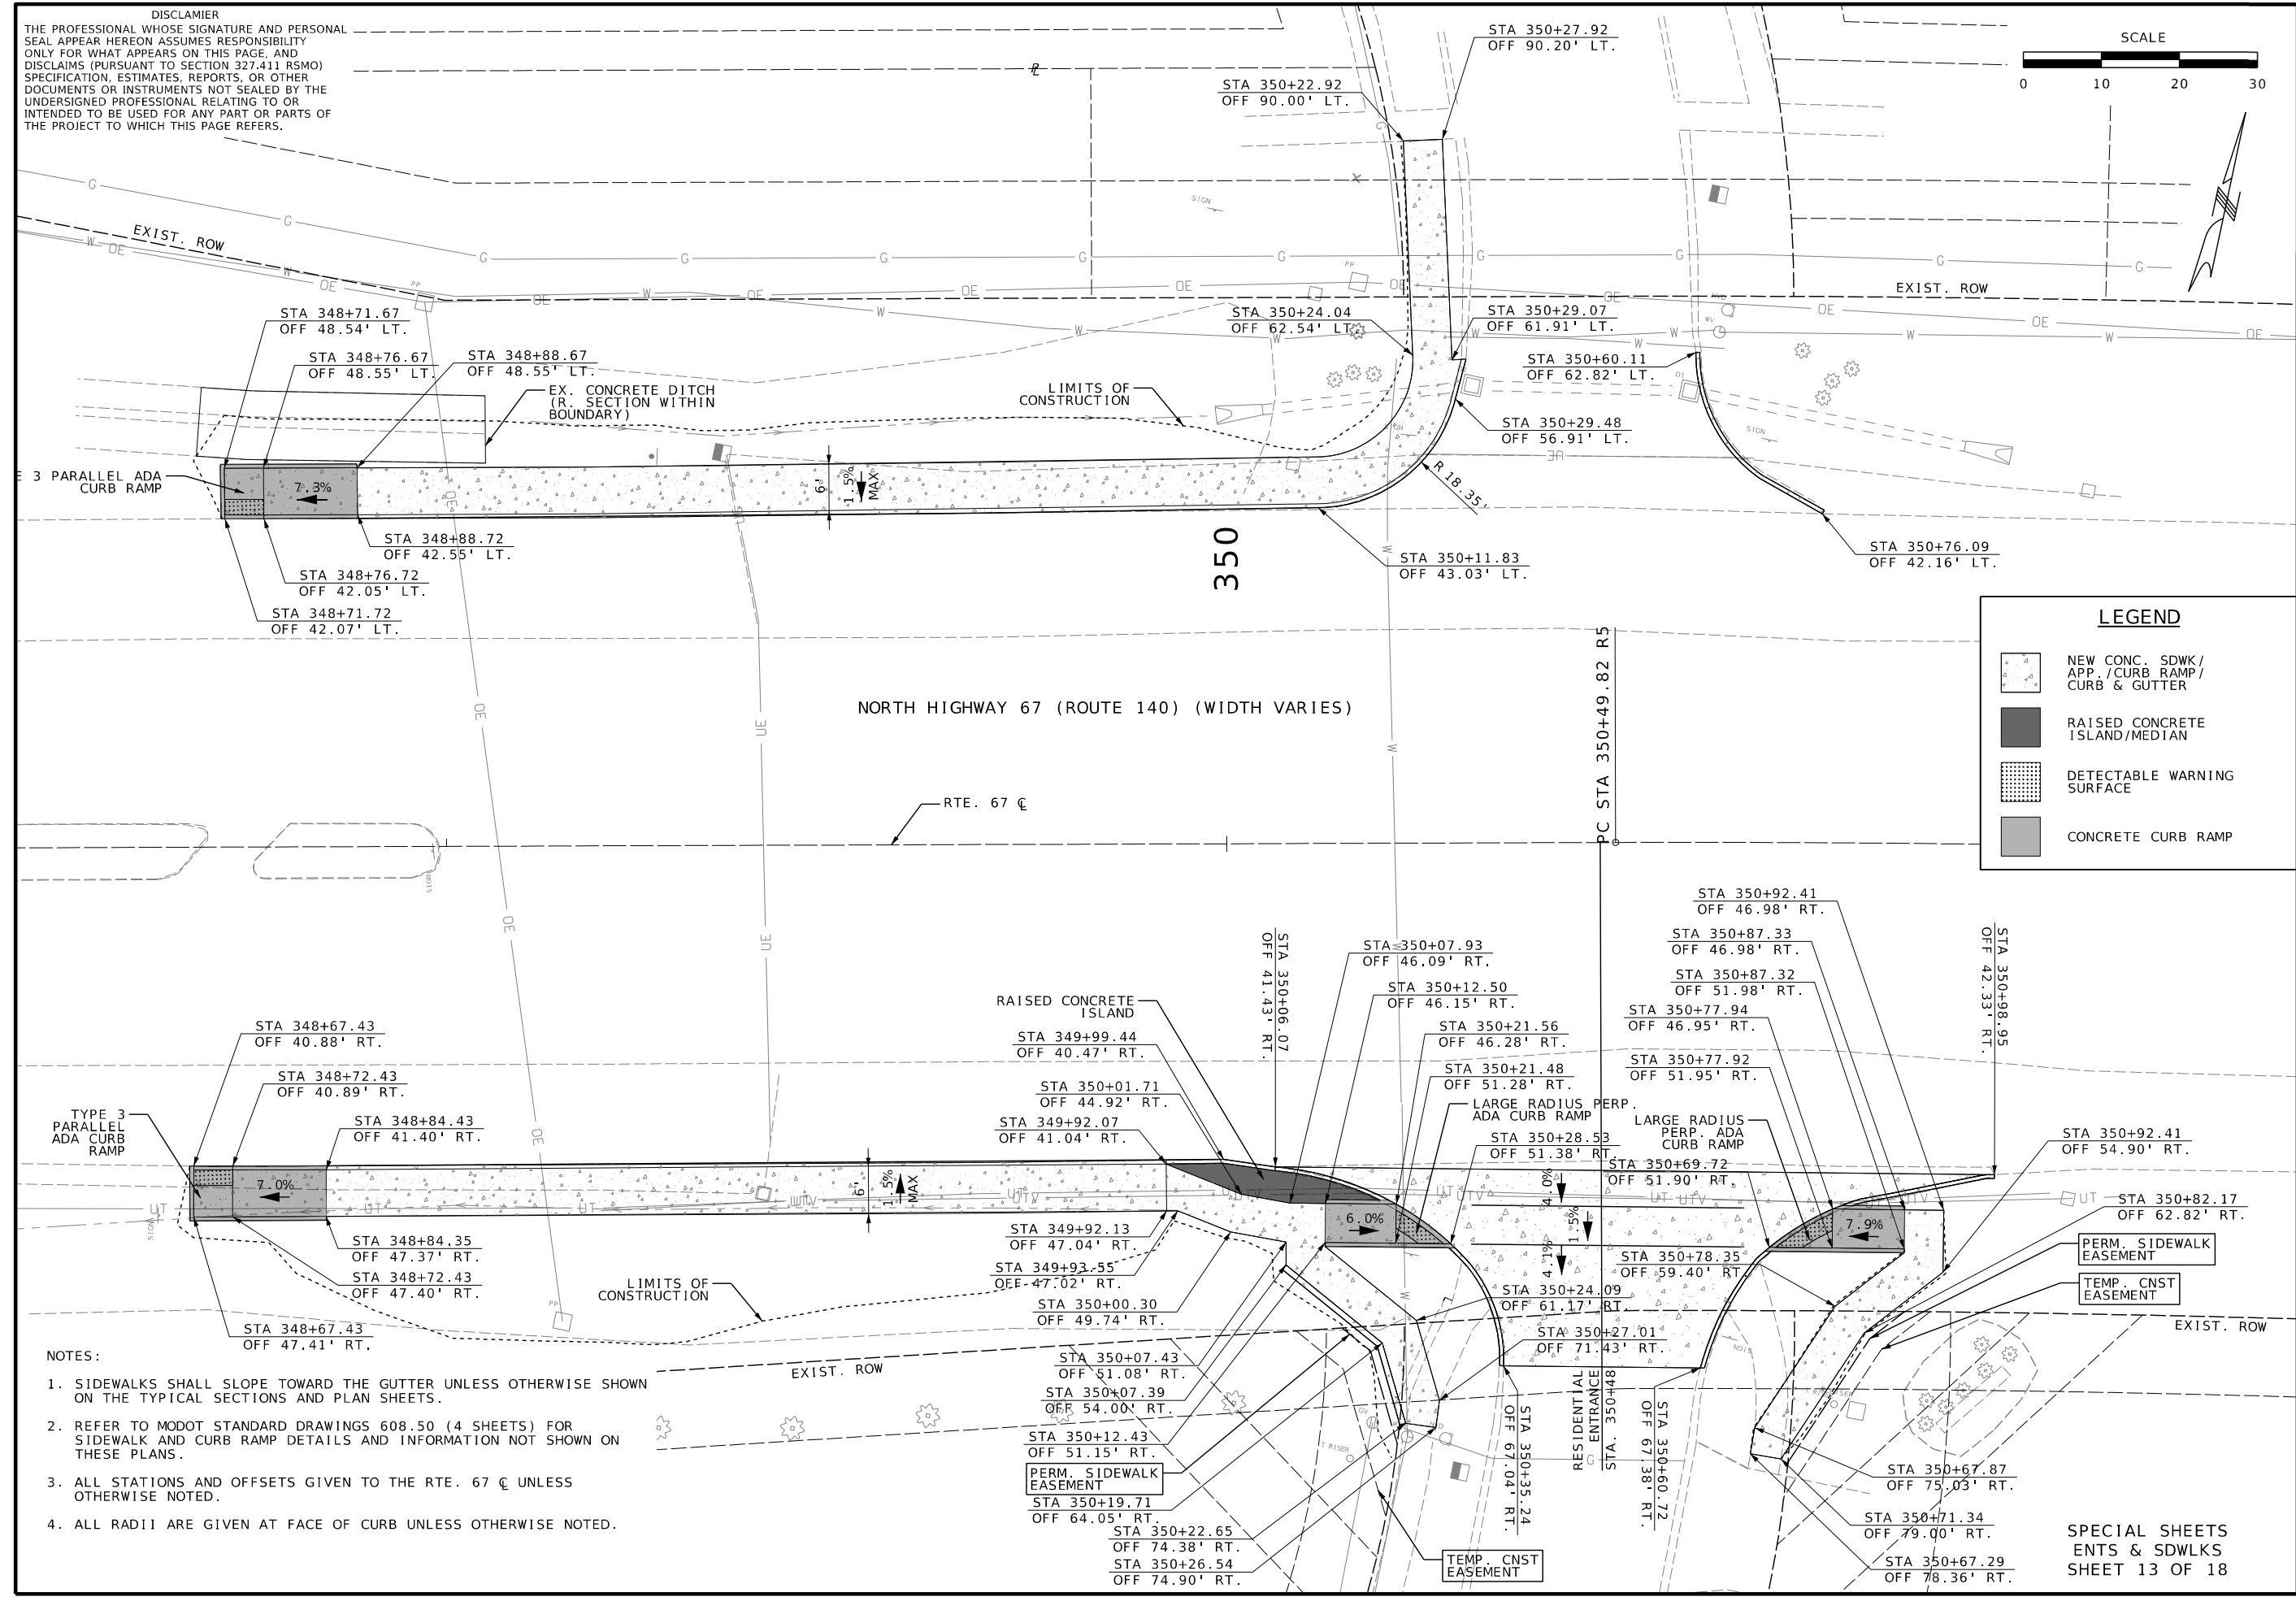 DISCLAMIER
THE PROFESSIONAL WHOSE SIGNATURE AND PERSONAL
SEAL APPEAR HEREON ASSUMES RESPONSIBILITY
ONLY FOR WHAT APPEARS ON THIS PAGE, AND
DISCLAIMS (PURSUANT TO SECTION 327.411 RSMO)
SPECIFICATION, ESTIMATES, REPORTS, OR OTHER
DOCUMENTS OR INSTRUMENTS NOT SEALED BY THE
UNDERSIGNED PROFESSIONAL RELATING TO OR
INTENDED TO BE USED FOR ANY PART OR PARTS OF
THE PROJECT TO WHICH THIS PAGE REFERS.
STA 350+27.92
OFF 90.20' LT.
STA 350+22.92
OFF 90.00' LT.
SCALE
0 10 20 30
N
SIGN
PP
PP
EXIST. ROW
EXIST. ROW
STA 348+71.67
OFF 48.54' LT.
STA 348+76.67
OFF 48.55' LT.
STA 348+88.67
OFF 48.55' LT.
EX. CONCRETE DITCH
(R. SECTION WITHIN
BOUNDARY)
LIMITS OF
CONSTRUCTION
STA 350+24.04
OFF 62.54' LT.
STA 350+29.07
OFF 61.91' LT.
STA 350+60.11
OFF 62.82' LT.
STA 350+29.48
OFF 56.91' LT.
R 18.35'
DI
SIGN
E 3 PARALLEL ADA
CURB RAMP
7.3%
6'
1.5%
MAX
STA 348+88.72
OFF 42.55' LT.
STA 348+76.72
OFF 42.05' LT.
STA 348+71.72
OFF 42.07' LT.
350
STA 350+11.83
OFF 43.03' LT.
STA 350+76.09
OFF 42.16' LT.
LEGEND
NEW CONC. SDWK/
APP./CURB RAMP/
CURB & GUTTER
RAISED CONCRETE
ISLAND/MEDIAN
DETECTABLE WARNING
SURFACE
CONCRETE CURB RAMP
NORTH HIGHWAY 67 (ROUTE 140) (WIDTH VARIES)
PC STA 350+49.82 R5
RTE. 67 ℄
SIGN
STA 350+92.41
OFF 46.98' RT.
STA 350+87.33
OFF 46.98' RT.
STA 350+87.32
OFF 51.98' RT.
STA 350+77.94
OFF 46.95' RT.
STA 350+77.92
OFF 51.95' RT.
STA 350+98.95
OFF 42.33' RT.
STA 350+06.07
OFF 41.43' RT.
STA 350+07.93
OFF 46.09' RT.
STA 350+12.50
OFF 46.15' RT.
STA 350+21.56
OFF 46.28' RT.
STA 350+21.48
OFF 51.28' RT.
LARGE RADIUS PERP.
ADA CURB RAMP
STA 350+28.53
OFF 51.38' RT.
LARGE RADIUS
PERP. ADA
CURB RAMP
STA 350+69.72
OFF 51.90' RT.
RAISED CONCRETE
ISLAND
STA 349+99.44
OFF 40.47' RT.
STA 350+01.71
OFF 44.92' RT.
STA 349+92.07
OFF 41.04' RT.
STA 348+67.43
OFF 40.88' RT.
STA 348+72.43
OFF 40.89' RT.
STA 348+84.43
OFF 41.40' RT.
TYPE 3
PARALLEL
ADA CURB
RAMP
7.0%
6'
1.5%
MAX
6.0%
4.0%
1.5%
4.1%
7.9%
STA 350+92.41
OFF 54.90' RT.
STA 350+82.17
OFF 62.82' RT.
PERM. SIDEWALK
EASEMENT
TEMP. CNST
EASEMENT
EXIST. ROW
STA 348+84.35
OFF 47.37' RT.
STA 348+72.43
OFF 47.40' RT.
STA 348+67.43
OFF 47.41' RT.
LIMITS OF
CONSTRUCTION
PP
SIGN
STA 349+92.13
OFF 47.04' RT.
STA 349+93.55
OFF 47.02' RT.
STA 350+00.30
OFF 49.74' RT.
STA 350+07.43
OFF 51.08' RT.
STA 350+07.39
OFF 54.00' RT.
STA 350+12.43
OFF 51.15' RT.
PERM. SIDEWALK
EASEMENT
STA 350+19.71
OFF 64.05' RT.
STA 350+22.65
OFF 74.38' RT.
STA 350+26.54
OFF 74.90' RT.
STA 350+78.35
OFF 59.40' RT.
STA 350+24.09
OFF 61.17' RT.
STA 350+27.01
OFF 71.43' RT.
STA 350+35.24
OFF 67.04' RT.
RESIDENTIAL
ENTRANCE
STA. 350+48
STA 350+60.72
OFF 67.38' RT.
STA 350+67.87
OFF 75.03' RT.
STA 350+71.34
OFF 79.00' RT.
STA 350+67.29
OFF 78.36' RT.
TEMP. CNST
EASEMENT
EXIST. ROW
NOTES:
1. SIDEWALKS SHALL SLOPE TOWARD THE GUTTER UNLESS OTHERWISE SHOWN
ON THE TYPICAL SECTIONS AND PLAN SHEETS.
2. REFER TO MODOT STANDARD DRAWINGS 608.50 (4 SHEETS) FOR
SIDEWALK AND CURB RAMP DETAILS AND INFORMATION NOT SHOWN ON
THESE PLANS.
3. ALL STATIONS AND OFFSETS GIVEN TO THE RTE. 67 ℄ UNLESS
OTHERWISE NOTED.
4. ALL RADII ARE GIVEN AT FACE OF CURB UNLESS OTHERWISE NOTED.
SPECIAL SHEETS
ENTS & SDWLKS
SHEET 13 OF 18